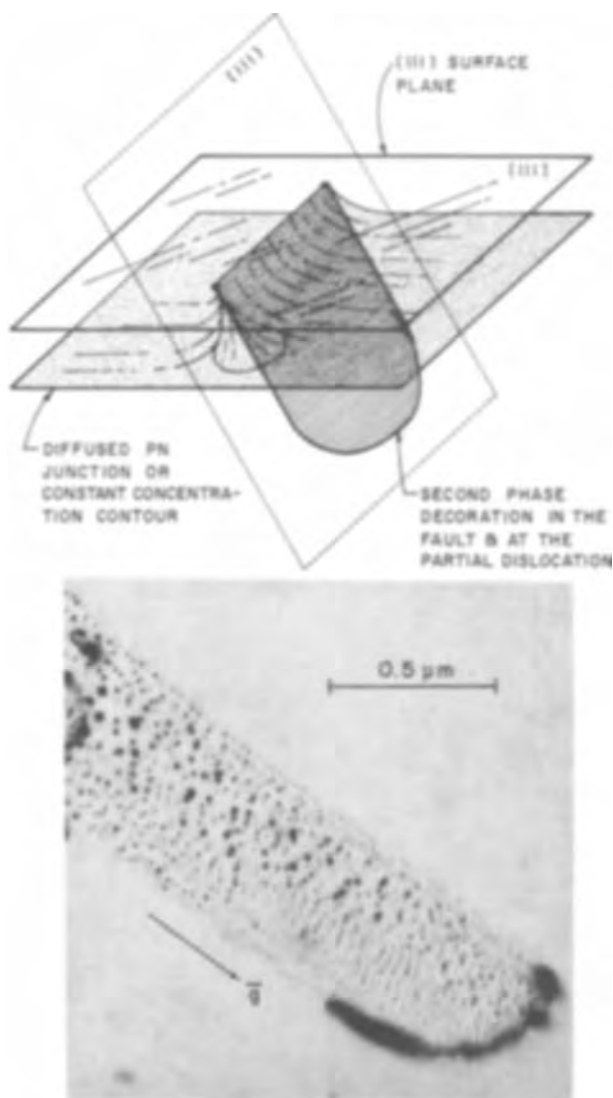 {111} SURFACE
PLANE
{111}
{111}
DIFFUSED PN
JUNCTION OR
CONSTANT CONCENTRA-
TION CONTOUR
SECOND PHASE
DECORATION IN THE
FAULT & AT THE
PARTIAL DISLOCATION
0.5 μm
g